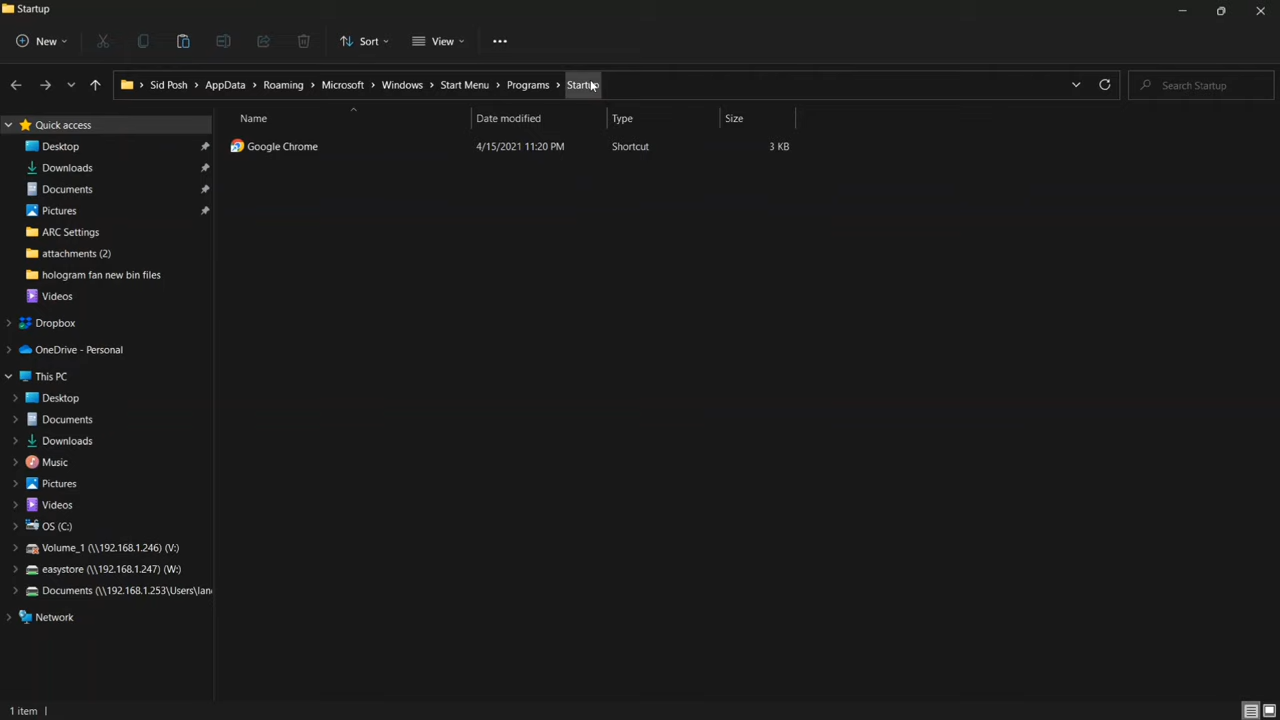 Startup
New Sort View
Sid Posh > AppData > Roaming > Microsoft > Windows > Start Menu > Programs > Startup Search Startup
Name Date modified Type Size
Google Chrome 4/15/2021 11:20 PM Shortcut 3 KB
Quick access
Desktop
Downloads
Documents
Pictures
ARC Settings
attachments (2)
hologram fan new bin files
Videos
Dropbox
OneDrive - Personal
This PC
Desktop
Documents
Downloads
Music
Pictures
Videos
OS (C:)
Volume_1 (\\192.168.1.246) (V:)
easystore (\\192.168.1.247) (W:)
Documents (\\192.168.1.253\Users\Ian
Network
1 item